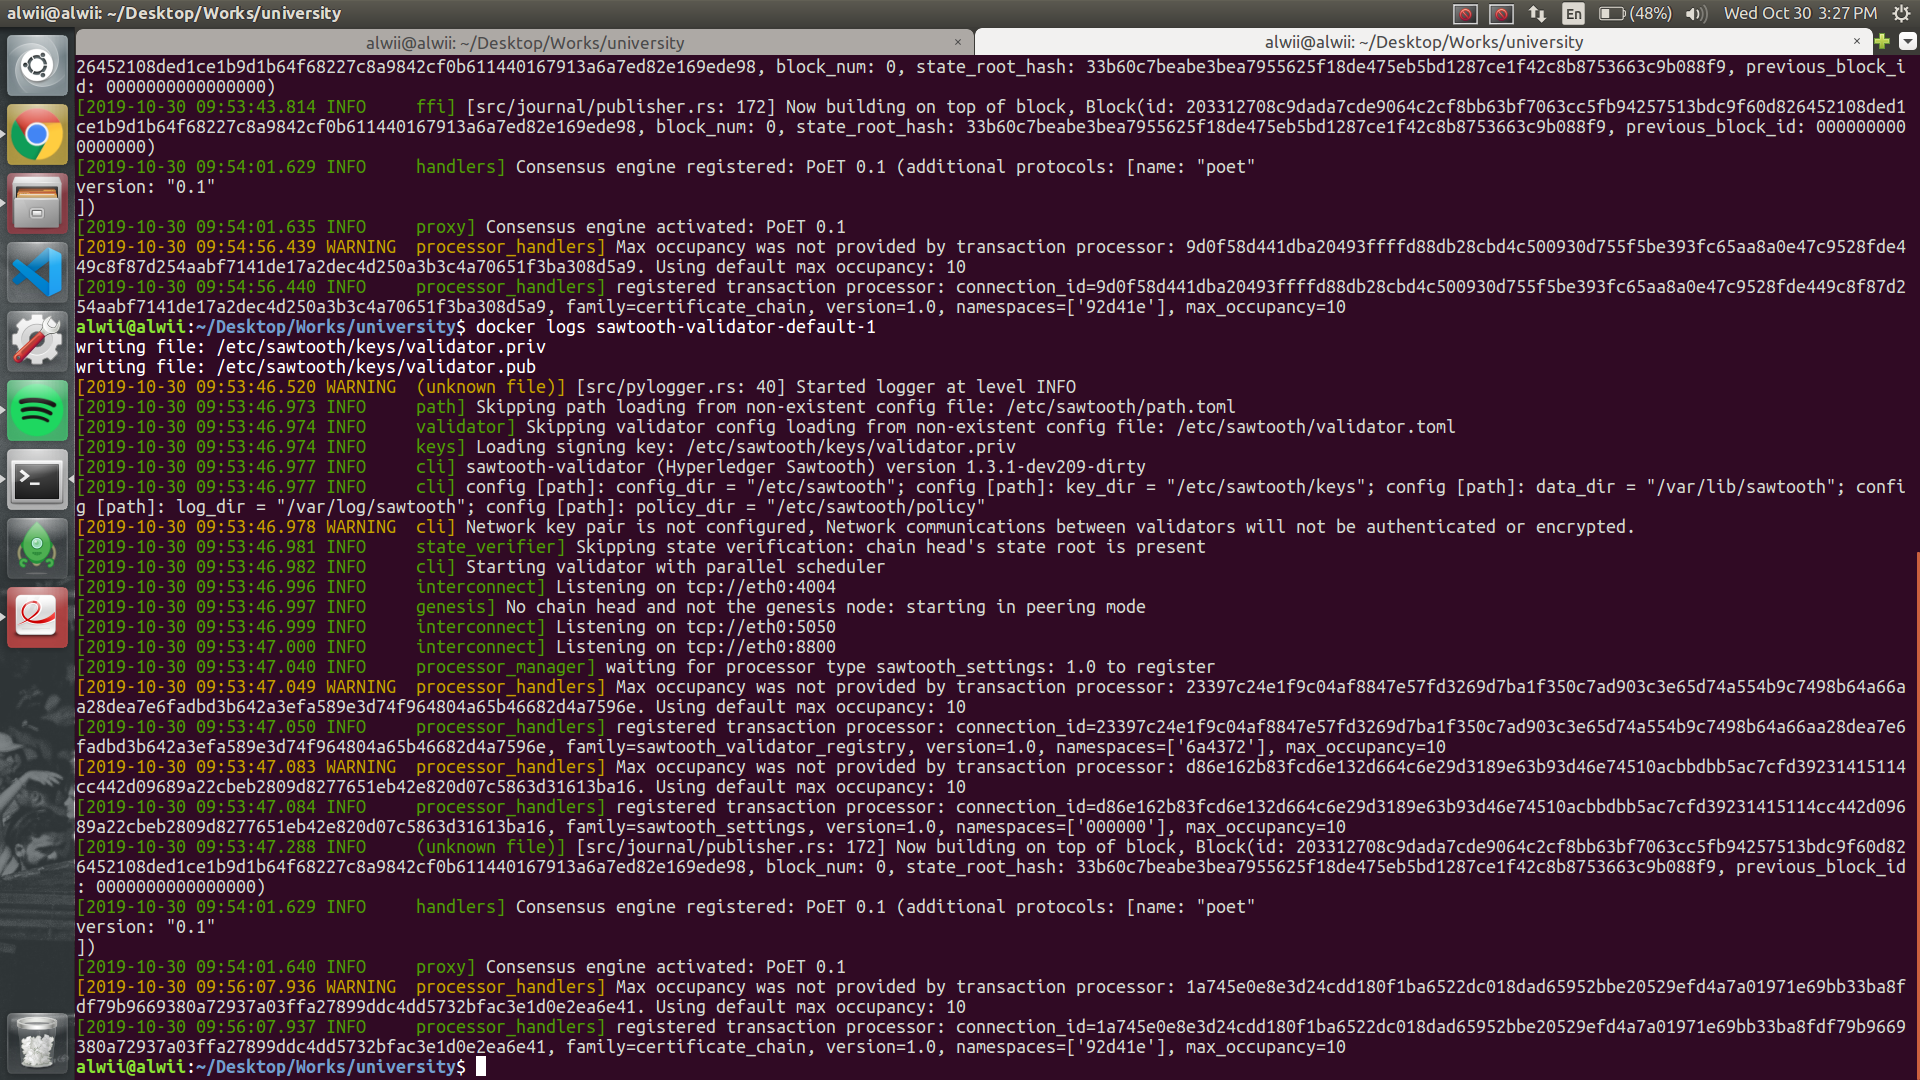 alwii@alwii: ~/Desktop/Works/university
En
(48%)
Wed Oct 30 3:27 PM
alwii@alwii: ~/Desktop/Works/university ×
alwii@alwii: ~/Desktop/Works/university ×
26452108ded1ce1b9d1b64f68227c8a9842cf0b611440167913a6a7ed82e169ede98, block_num: 0, state_root_hash: 33b60c7beabe3bea7955625f18de475eb5bd1287ce1f42c8b8753663c9b088f9, previous_block_i
d: 0000000000000000)
[2019-10-30 09:53:43.814 INFO     ffi] [src/journal/publisher.rs: 172] Now building on top of block, Block(id: 203312708c9dada7cde9064c2cf8bb63bf7063cc5fb94257513bdc9f60d826452108ded1
ce1b9d1b64f68227c8a9842cf0b611440167913a6a7ed82e169ede98, block_num: 0, state_root_hash: 33b60c7beabe3bea7955625f18de475eb5bd1287ce1f42c8b8753663c9b088f9, previous_block_id: 000000000
0000000)
[2019-10-30 09:54:01.629 INFO     handlers] Consensus engine registered: PoET 0.1 (additional protocols: [name: "poet"
version: "0.1"
])
[2019-10-30 09:54:01.635 INFO     proxy] Consensus engine activated: PoET 0.1
[2019-10-30 09:54:56.439 WARNING  processor_handlers] Max occupancy was not provided by transaction processor: 9d0f58d441dba20493ffffd88db28cbd4c500930d755f5be393fc65aa8a0e47c9528fde4
49c8f87d254aabf7141de17a2dec4d250a3b3c4a70651f3ba308d5a9. Using default max occupancy: 10
[2019-10-30 09:54:56.440 INFO     processor_handlers] registered transaction processor: connection_id=9d0f58d441dba20493ffffd88db28cbd4c500930d755f5be393fc65aa8a0e47c9528fde449c8f87d2
54aabf7141de17a2dec4d250a3b3c4a70651f3ba308d5a9, family=certificate_chain, version=1.0, namespaces=['92d41e'], max_occupancy=10
alwii@alwii:~/Desktop/Works/university$ docker logs sawtooth-validator-default-1
writing file: /etc/sawtooth/keys/validator.priv
writing file: /etc/sawtooth/keys/validator.pub
[2019-10-30 09:53:46.520 WARNING  (unknown file)] [src/pylogger.rs: 40] Started logger at level INFO
[2019-10-30 09:53:46.973 INFO     path] Skipping path loading from non-existent config file: /etc/sawtooth/path.toml
[2019-10-30 09:53:46.974 INFO     validator] Skipping validator config loading from non-existent config file: /etc/sawtooth/validator.toml
[2019-10-30 09:53:46.974 INFO     keys] Loading signing key: /etc/sawtooth/keys/validator.priv
[2019-10-30 09:53:46.977 INFO     cli] sawtooth-validator (Hyperledger Sawtooth) version 1.3.1-dev209-dirty
[2019-10-30 09:53:46.977 INFO     cli] config [path]: config_dir = "/etc/sawtooth"; config [path]: key_dir = "/etc/sawtooth/keys"; config [path]: data_dir = "/var/lib/sawtooth"; confi
g [path]: log_dir = "/var/log/sawtooth"; config [path]: policy_dir = "/etc/sawtooth/policy"
[2019-10-30 09:53:46.978 WARNING  cli] Network key pair is not configured, Network communications between validators will not be authenticated or encrypted.
[2019-10-30 09:53:46.981 INFO     state_verifier] Skipping state verification: chain head's state root is present
[2019-10-30 09:53:46.982 INFO     cli] Starting validator with parallel scheduler
[2019-10-30 09:53:46.996 INFO     interconnect] Listening on tcp://eth0:4004
[2019-10-30 09:53:46.997 INFO     genesis] No chain head and not the genesis node: starting in peering mode
[2019-10-30 09:53:46.999 INFO     interconnect] Listening on tcp://eth0:5050
[2019-10-30 09:53:47.000 INFO     interconnect] Listening on tcp://eth0:8800
[2019-10-30 09:53:47.040 INFO     processor_manager] waiting for processor type sawtooth_settings: 1.0 to register
[2019-10-30 09:53:47.049 WARNING  processor_handlers] Max occupancy was not provided by transaction processor: 23397c24e1f9c04af8847e57fd3269d7ba1f350c7ad903c3e65d74a554b9c7498b64a66a
a28dea7e6fadbd3b642a3efa589e3d74f964804a65b46682d4a7596e. Using default max occupancy: 10
[2019-10-30 09:53:47.050 INFO     processor_handlers] registered transaction processor: connection_id=23397c24e1f9c04af8847e57fd3269d7ba1f350c7ad903c3e65d74a554b9c7498b64a66aa28dea7e6
fadbd3b642a3efa589e3d74f964804a65b46682d4a7596e, family=sawtooth_validator_registry, version=1.0, namespaces=['6a4372'], max_occupancy=10
[2019-10-30 09:53:47.083 WARNING  processor_handlers] Max occupancy was not provided by transaction processor: d86e162b83fcd6e132d664c6e29d3189e63b93d46e74510acbbdbb5ac7cfd39231415114
cc442d09689a22cbeb2809d8277651eb42e820d07c5863d31613ba16. Using default max occupancy: 10
[2019-10-30 09:53:47.084 INFO     processor_handlers] registered transaction processor: connection_id=d86e162b83fcd6e132d664c6e29d3189e63b93d46e74510acbbdbb5ac7cfd39231415114cc442d096
89a22cbeb2809d8277651eb42e820d07c5863d31613ba16, family=sawtooth_settings, version=1.0, namespaces=['000000'], max_occupancy=10
[2019-10-30 09:53:47.288 INFO     (unknown file)] [src/journal/publisher.rs: 172] Now building on top of block, Block(id: 203312708c9dada7cde9064c2cf8bb63bf7063cc5fb94257513bdc9f60d82
6452108ded1ce1b9d1b64f68227c8a9842cf0b611440167913a6a7ed82e169ede98, block_num: 0, state_root_hash: 33b60c7beabe3bea7955625f18de475eb5bd1287ce1f42c8b8753663c9b088f9, previous_block_id
: 0000000000000000)
[2019-10-30 09:54:01.629 INFO     handlers] Consensus engine registered: PoET 0.1 (additional protocols: [name: "poet"
version: "0.1"
])
[2019-10-30 09:54:01.640 INFO     proxy] Consensus engine activated: PoET 0.1
[2019-10-30 09:56:07.936 WARNING  processor_handlers] Max occupancy was not provided by transaction processor: 1a745e0e8e3d24cdd180f1ba6522dc018dad65952bbe20529efd4a7a01971e69bb33ba8f
df79b9669380a72937a03ffa27899ddc4dd5732bfac3e1d0e2ea6e41. Using default max occupancy: 10
[2019-10-30 09:56:07.937 INFO     processor_handlers] registered transaction processor: connection_id=1a745e0e8e3d24cdd180f1ba6522dc018dad65952bbe20529efd4a7a01971e69bb33ba8fdf79b9669
380a72937a03ffa27899ddc4dd5732bfac3e1d0e2ea6e41, family=certificate_chain, version=1.0, namespaces=['92d41e'], max_occupancy=10
alwii@alwii:~/Desktop/Works/university$